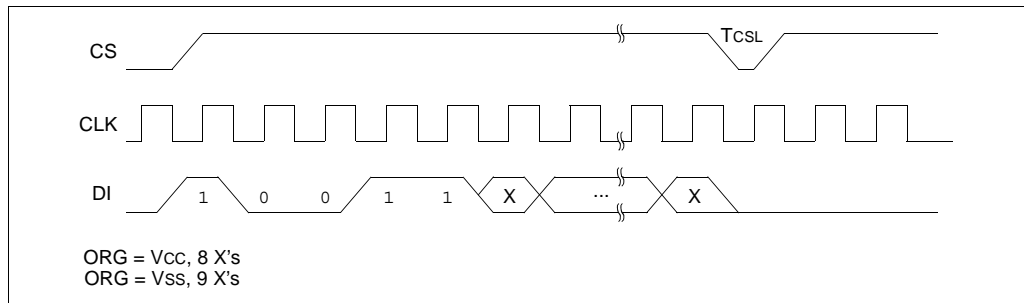 CS TCSL
CLK
DI 1 0 0 1 1 X ... X
ORG = VCC, 8 X's
ORG = VSS, 9 X's